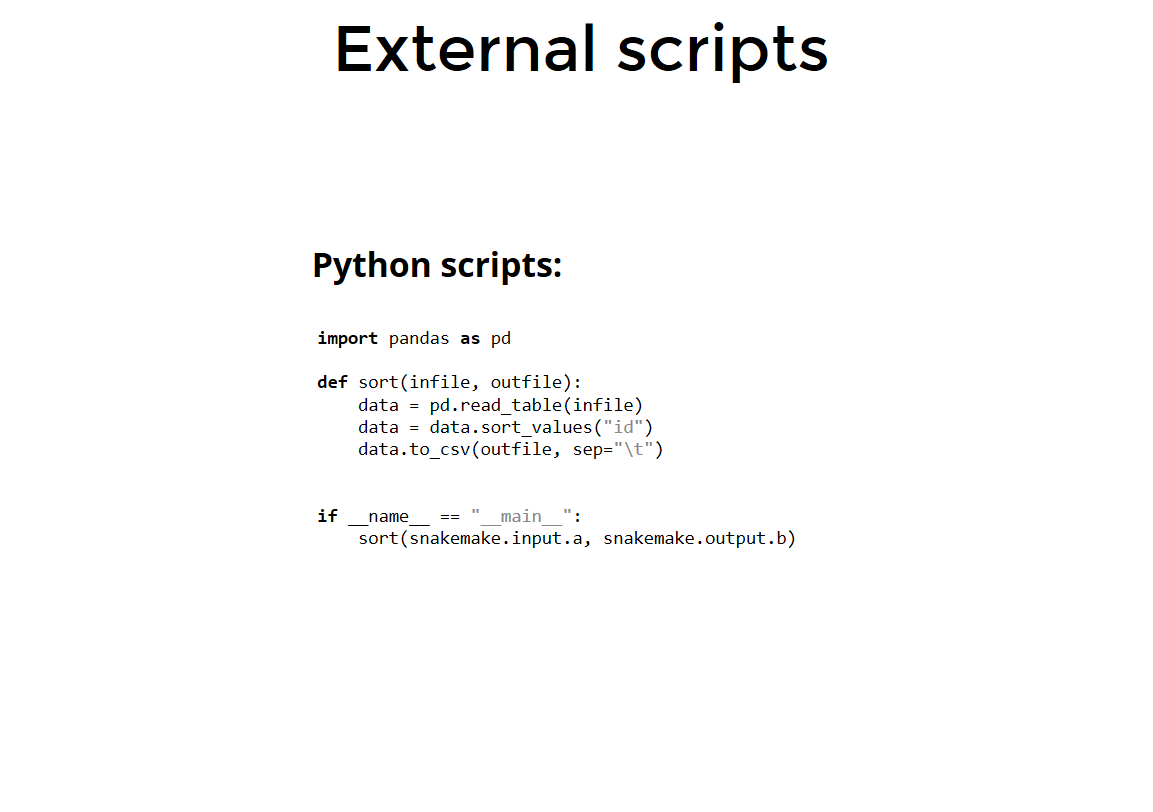 External scripts
Python scripts:
import pandas as pd
def sort(infile, outfile):
    data = pd.read_table(infile)
    data = data.sort_values("id")
    data.to_csv(outfile, sep="\t")
if __name__ == "__main__":
    sort(snakemake.input.a, snakemake.output.b)